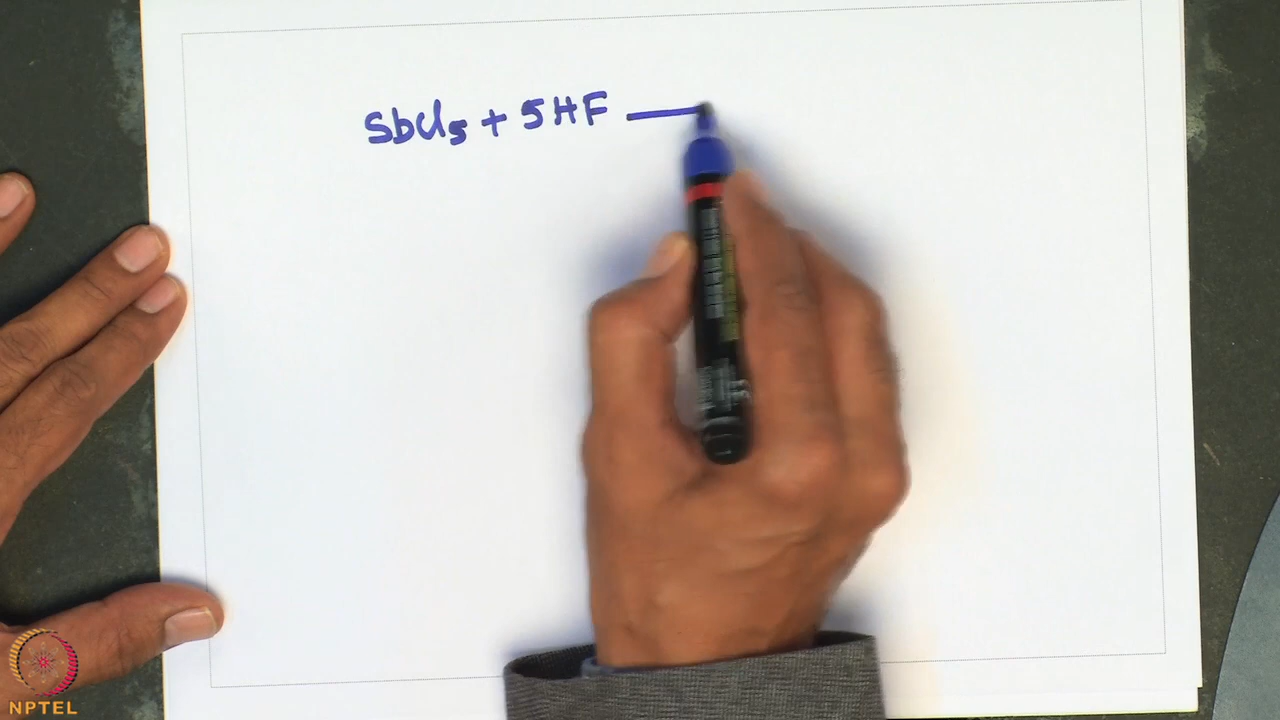 SbCl₅ + 5HF —
NPTEL